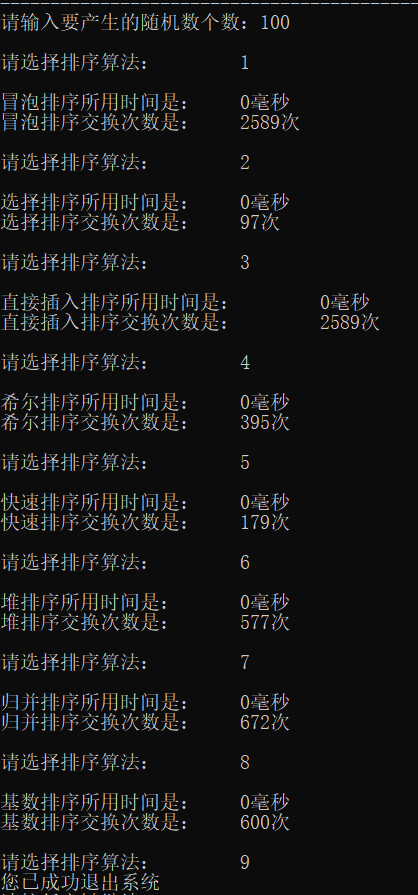 请输入要产生的随机数个数：100
请选择排序算法：	1
冒泡排序所用时间是：	0毫秒
冒泡排序交换次数是：	2589次
请选择排序算法：	2
选择排序所用时间是：	0毫秒
选择排序交换次数是：	97次
请选择排序算法：	3
直接插入排序所用时间是：	0毫秒
直接插入排序交换次数是：	2589次
请选择排序算法：	4
希尔排序所用时间是：	0毫秒
希尔排序交换次数是：	395次
请选择排序算法：	5
快速排序所用时间是：	0毫秒
快速排序交换次数是：	179次
请选择排序算法：	6
堆排序所用时间是：	0毫秒
堆排序交换次数是：	577次
请选择排序算法：	7
归并排序所用时间是：	0毫秒
归并排序交换次数是：	672次
请选择排序算法：	8
基数排序所用时间是：	0毫秒
基数排序交换次数是：	600次
请选择排序算法：	9
您已成功退出系统